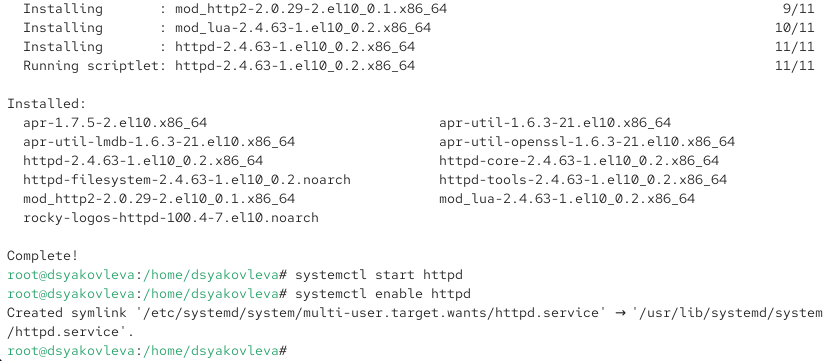 Installing       : mod_http2-2.0.29-2.el10_0.1.x86_64                                         9/11
Installing       : mod_lua-2.4.63-1.el10_0.2.x86_64                                          10/11
Installing       : httpd-2.4.63-1.el10_0.2.x86_64                                            11/11
Running scriptlet: httpd-2.4.63-1.el10_0.2.x86_64                                            11/11
Installed:
apr-1.7.5-2.el10.x86_64                             apr-util-1.6.3-21.el10.x86_64
apr-util-lmdb-1.6.3-21.el10.x86_64                  apr-util-openssl-1.6.3-21.el10.x86_64
httpd-2.4.63-1.el10_0.2.x86_64                      httpd-core-2.4.63-1.el10_0.2.x86_64
httpd-filesystem-2.4.63-1.el10_0.2.noarch           httpd-tools-2.4.63-1.el10_0.2.x86_64
mod_http2-2.0.29-2.el10_0.1.x86_64                  mod_lua-2.4.63-1.el10_0.2.x86_64
rocky-logos-httpd-100.4-7.el10.noarch
Complete!
root@dsyakovleva:/home/dsyakovleva# systemctl start httpd
root@dsyakovleva:/home/dsyakovleva# systemctl enable httpd
Created symlink '/etc/systemd/system/multi-user.target.wants/httpd.service' → '/usr/lib/systemd/system
/httpd.service'.
root@dsyakovleva:/home/dsyakovleva#